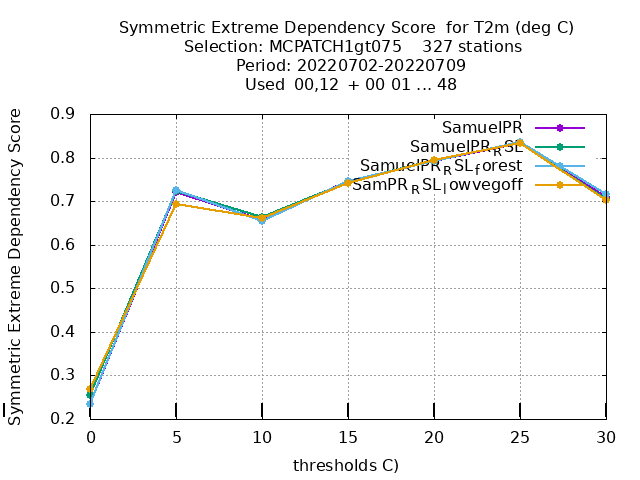 Symmetric Extreme Dependency Score for T2m (deg C)
Selection: MCPATCH1gt075 327 stations
Period: 20220702-20220709
Used 00,12 + 00 01 ... 48
Symmetric Extreme Dependency Score
0.9
0.8
0.7
0.6
0.5
0.4
0.3
0.2
SamuelPR
SamuelPR_RSL
SamuelPR_RSL_forest
SamPR_RSL_lowvegoff
0 5 10 15 20 25 30
thresholds C)